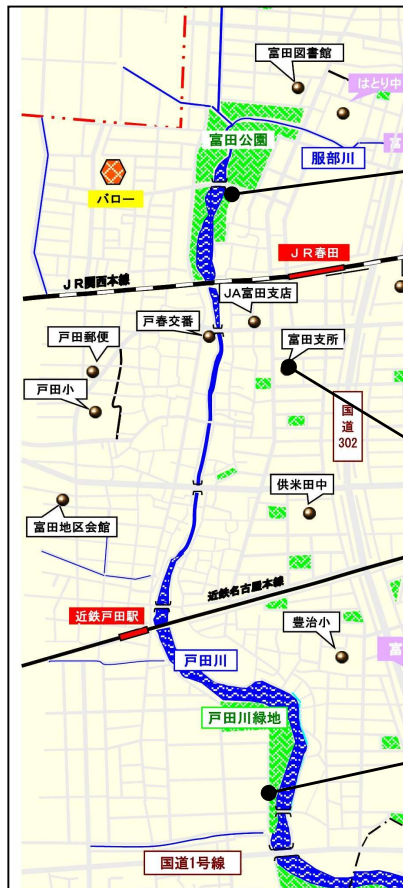 富田図書館
はとり中
富田公園
富
服部川
バロー
JR春田
JR関西本線
JA富田支店
戸春交番
戸田郵便
富田支所
戸田小
国道302
供米田中
富田地区会館
近鉄名古屋本線
近鉄戸田駅
豊治小
富
戸田川
戸田川緑地
国道1号線